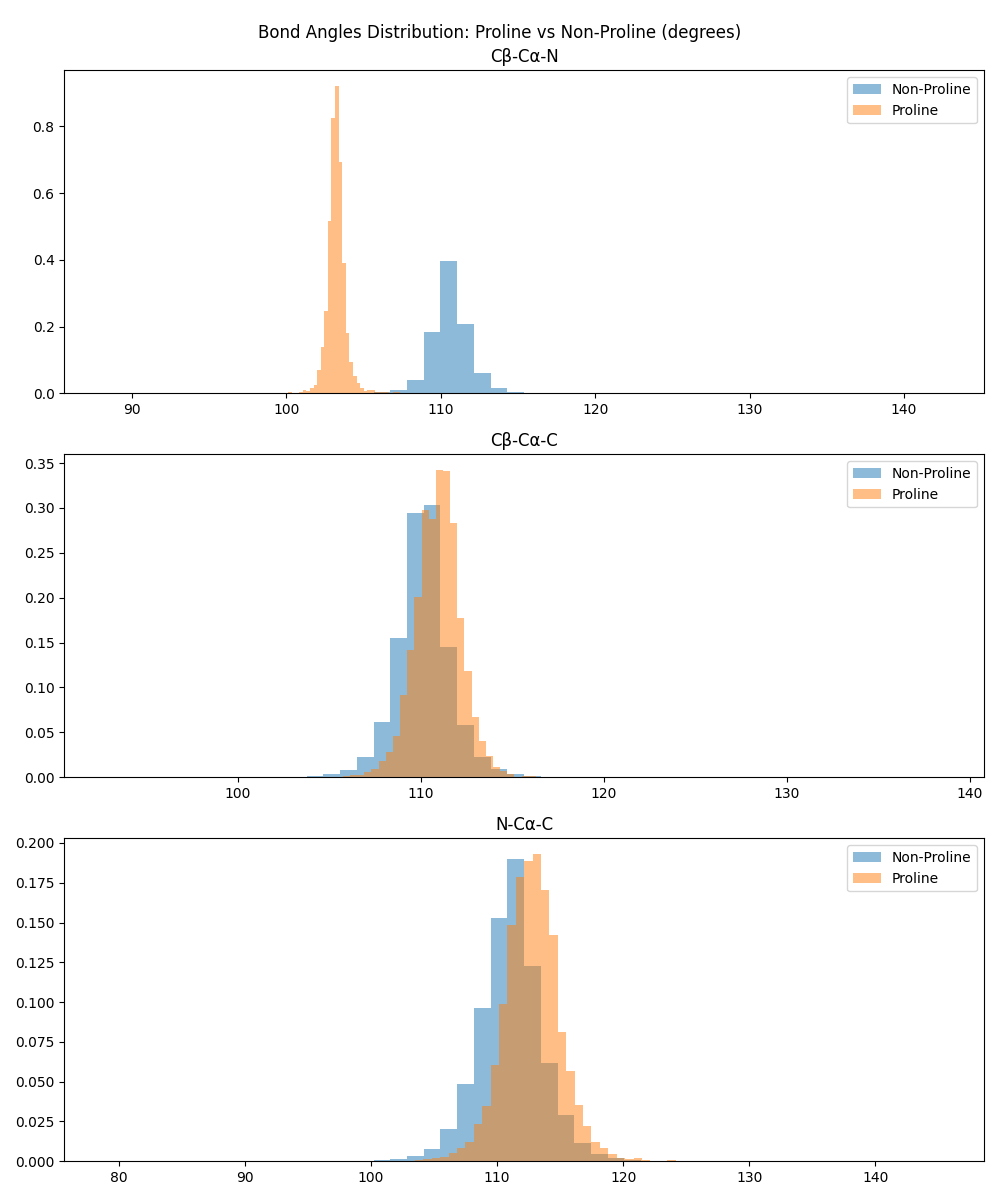 Bond Angles Distribution: Proline vs Non-Proline (degrees)
Cβ-Cα-N
Non-Proline
Proline
0.8
0.6
0.4
0.2
0.0
90 100 110 120 130 140
Cβ-Cα-C
Non-Proline
Proline
0.35
0.30
0.25
0.20
0.15
0.10
0.05
0.00
100 110 120 130 140
N-Cα-C
Non-Proline
Proline
0.200
0.175
0.150
0.125
0.100
0.075
0.050
0.025
0.000
80 90 100 110 120 130 140